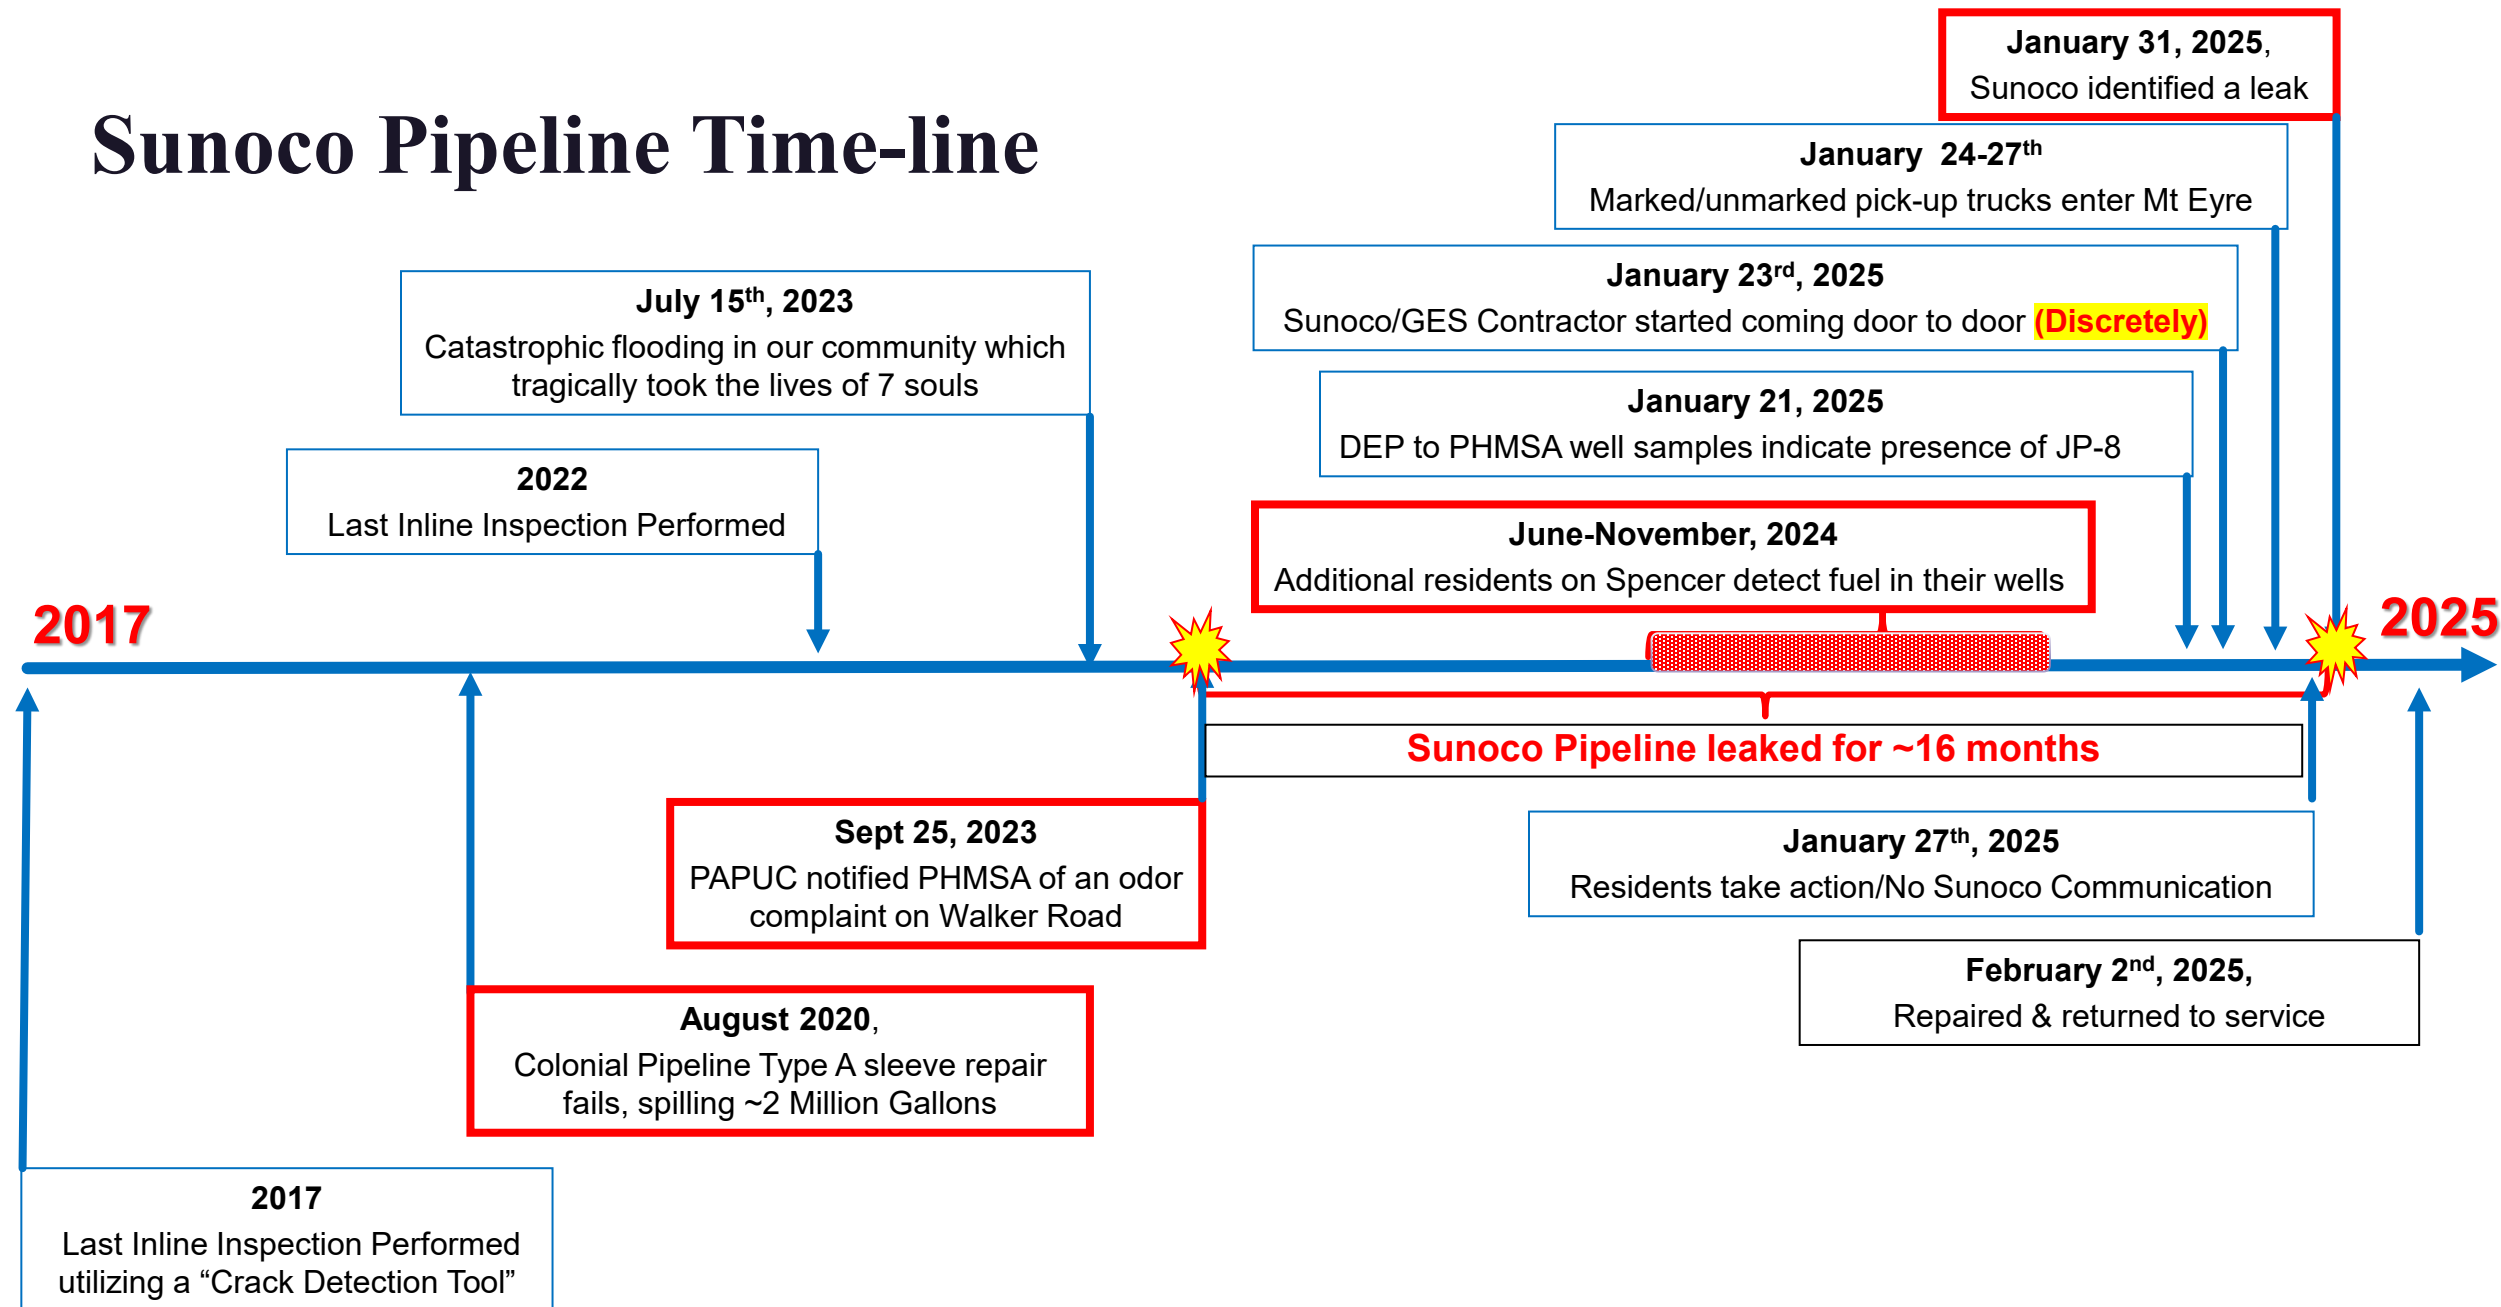 January 31, 2025,
Sunoco identified a leak
Sunoco Pipeline Time-line
January  24-27th
Marked/unmarked pick-up trucks enter Mt Eyre
January 23rd, 2025
Sunoco/GES Contractor started coming door to door (Discretely)
July 15th, 2023
Catastrophic flooding in our community which
tragically took the lives of 7 souls
January 21, 2025
DEP to PHMSA well samples indicate presence of JP-8
2022
Last Inline Inspection Performed
June-November, 2024
Additional residents on Spencer detect fuel in their wells
2017
2025
Sunoco Pipeline leaked for ~16 months
Sept 25, 2023
PAPUC notified PHMSA of an odor
complaint on Walker Road
January 27th, 2025
Residents take action/No Sunoco Communication
February 2nd, 2025,
Repaired & returned to service
August 2020,
Colonial Pipeline Type A sleeve repair
fails, spilling ~2 Million Gallons
2017
Last Inline Inspection Performed
utilizing a “Crack Detection Tool”